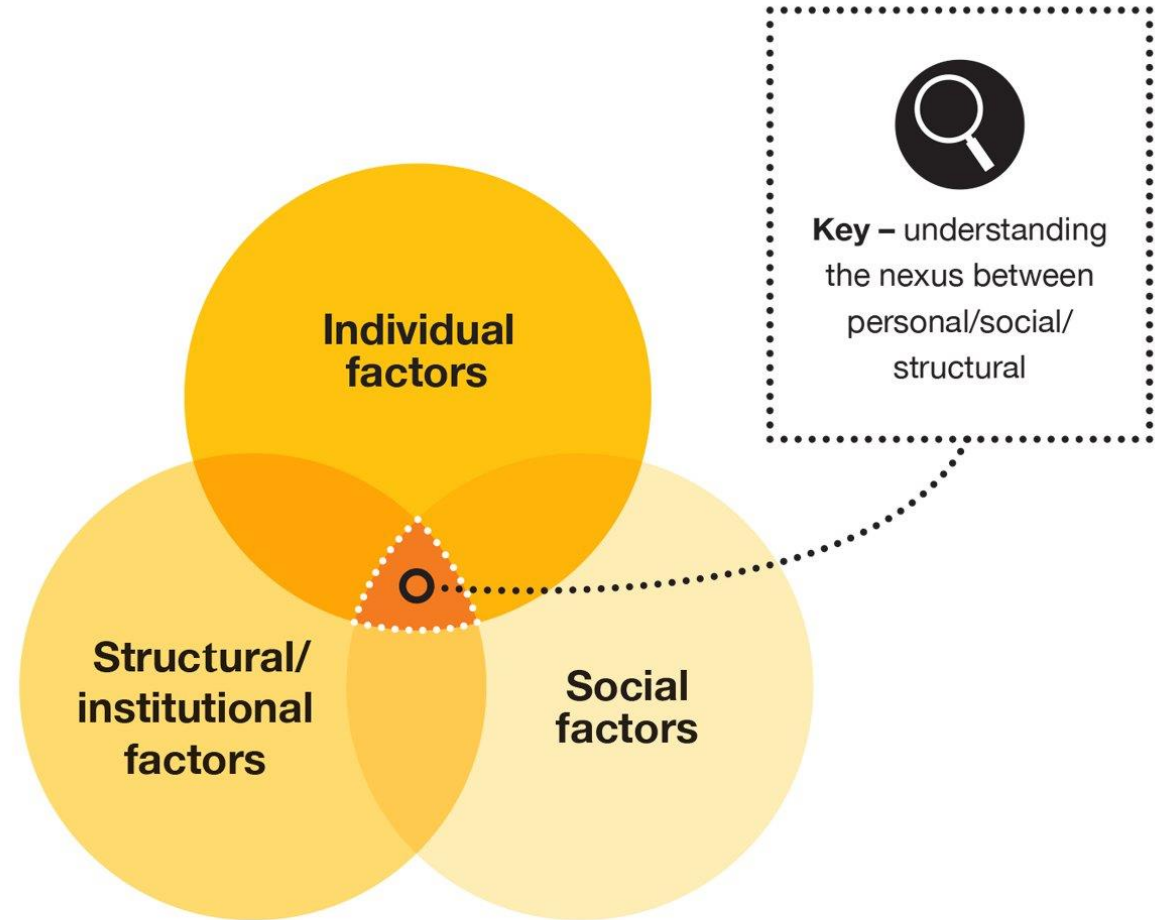 Key – understanding
the nexus between
personal/social/
structural
Individual
factors
Structural/
institutional
factors
Social
factors